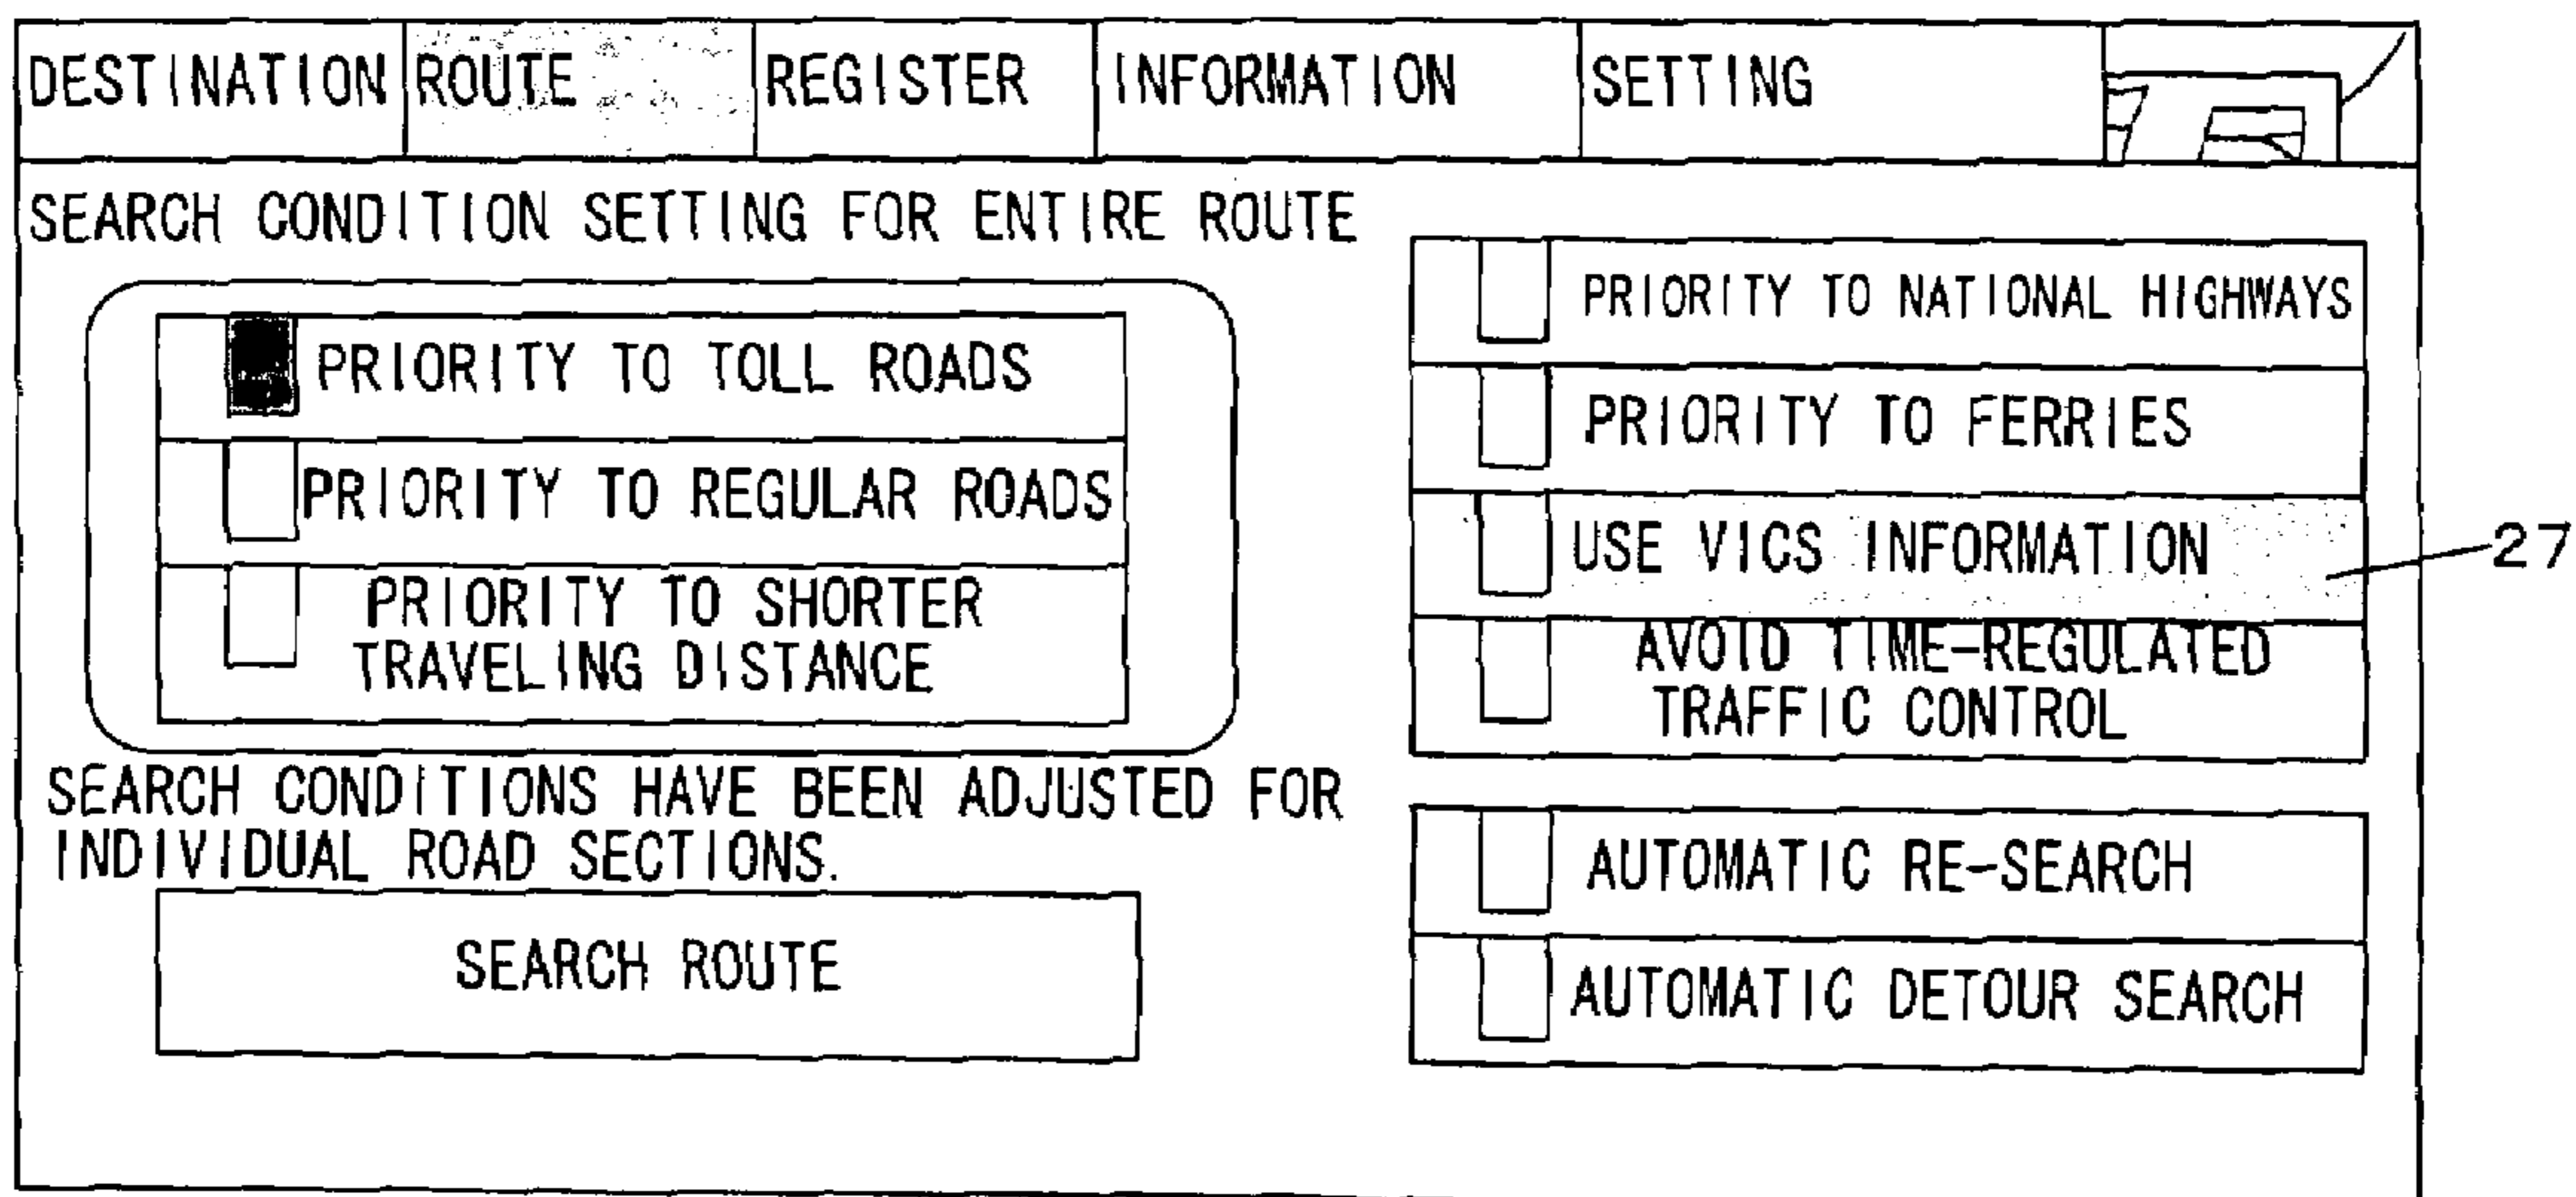 DESTINATION ROUTE REGISTER INFORMATION SETTING
SEARCH CONDITION SETTING FOR ENTIRE ROUTE
PRIORITY TO TOLL ROADS
PRIORITY TO REGULAR ROADS
PRIORITY TO SHORTER
TRAVELING DISTANCE
SEARCH CONDITIONS HAVE BEEN ADJUSTED FOR
INDIVIDUAL ROAD SECTIONS.
SEARCH ROUTE
PRIORITY TO NATIONAL HIGHWAYS
PRIORITY TO FERRIES
USE VICS INFORMATION
27
AVOID TIME-REGULATED
TRAFFIC CONTROL
AUTOMATIC RE-SEARCH
AUTOMATIC DETOUR SEARCH